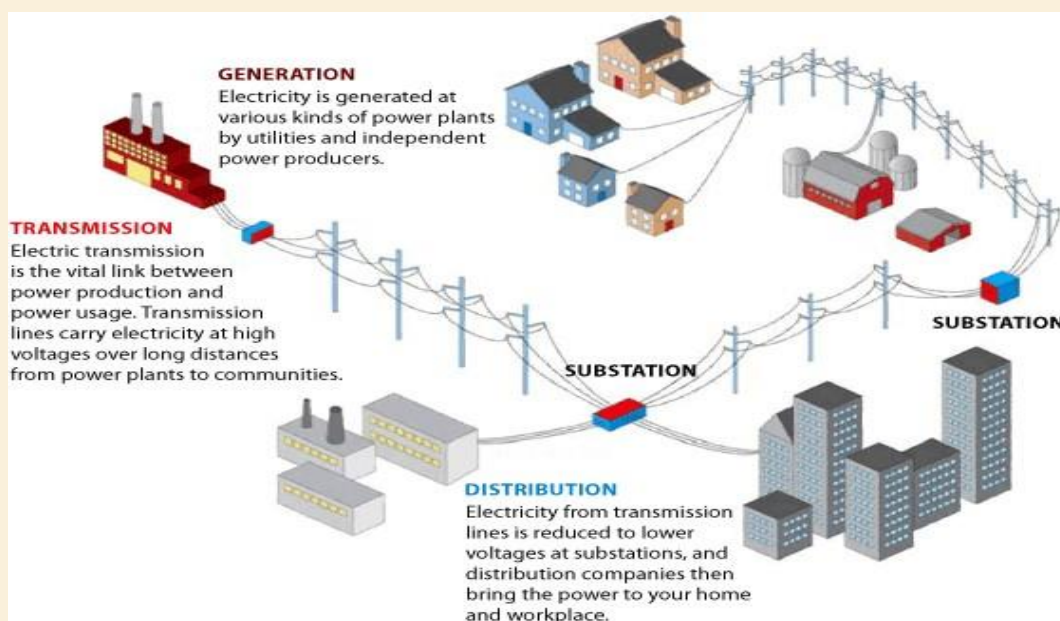 GENERATION
Electricity is generated at
various kinds of power plants
by utilities and independent
power producers.
TRANSMISSION
Electric transmission
is the vital link between
power production and
power usage. Transmission
lines carry electricity at high
voltages over long distances
from power plants to communities.
SUBSTATION
SUBSTATION
DISTRIBUTION
Electricity from transmission
lines is reduced to lower
voltages at substations, and
distribution companies then
bring the power to your home
and workplace.